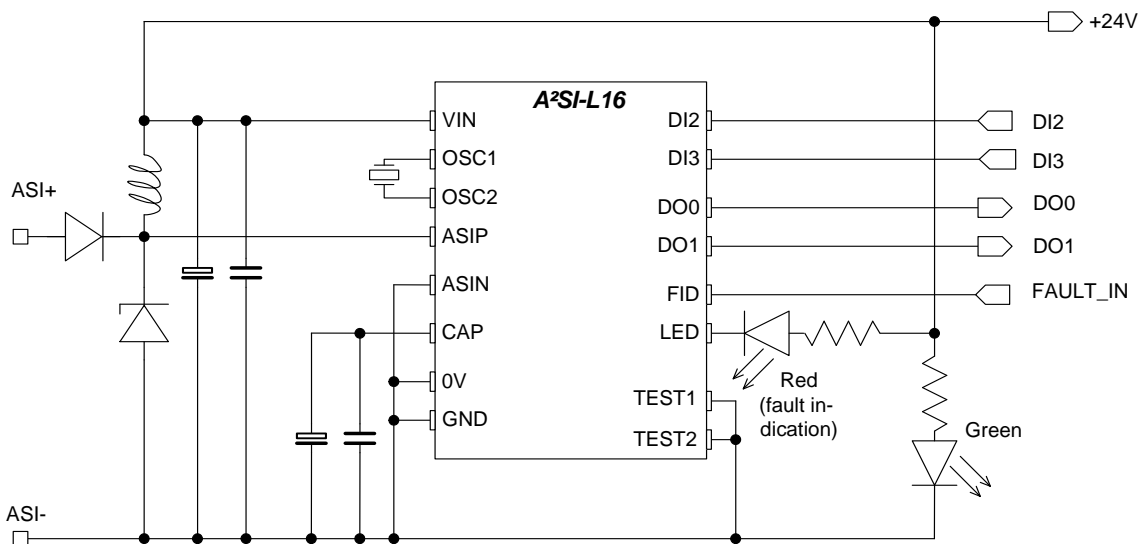 +24V
A²SI-L16
VIN
DI2
DI2
OSC1
DI3
DI3
ASI+
OSC2
DO0
DO0
ASIP
DO1
DO1
ASIN
FID
FAULT_IN
CAP
LED
0V
Red
(fault in-
dication)
TEST1
GND
TEST2
Green
ASI-